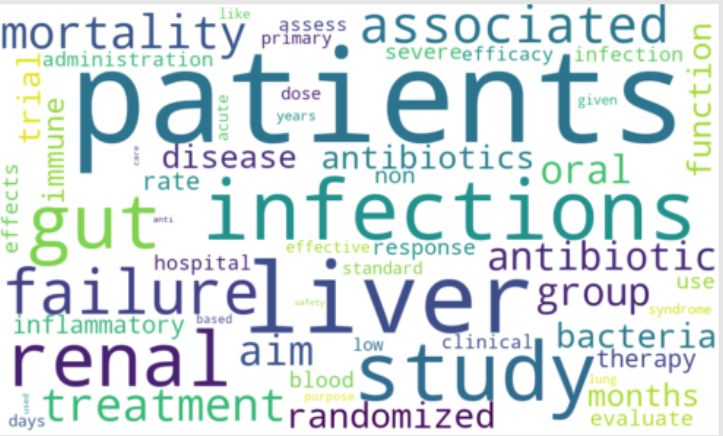 like
mortality
assess
associated
primary
administration
severe
efficacy
infection
trial
patients
function
dose
given
years
acute
immune
care
disease
antibiotics
non
oral
rate
effects
gut
infections
anti
effective
response
antibiotic
hospital
standard
failure
liver
group
use
safety
syndrome
inflammatory
based
renal
aim
low
clinical
bacteria
study
therapy
blood
lung
purpose
months
used
treatment
randomized
evaluate
days